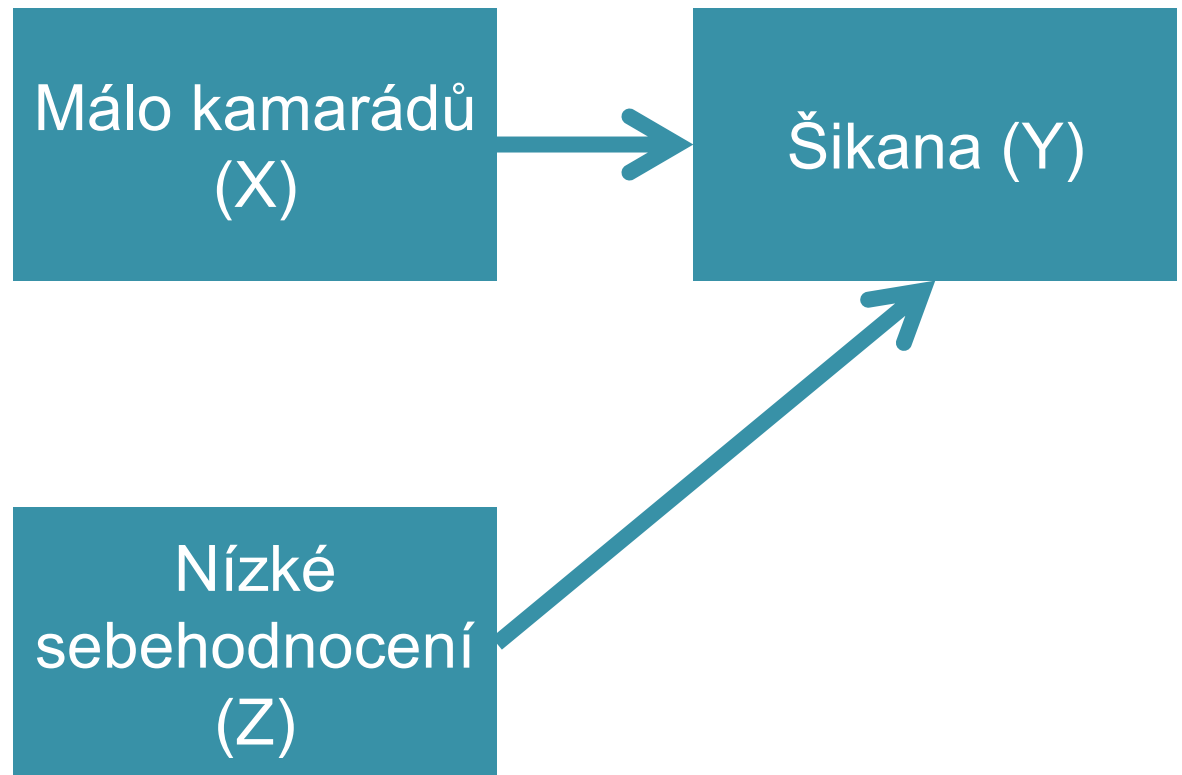 Málo kamarádů
(X)
Šikana (Y)
Nízké
sebehodnocení
(Z)